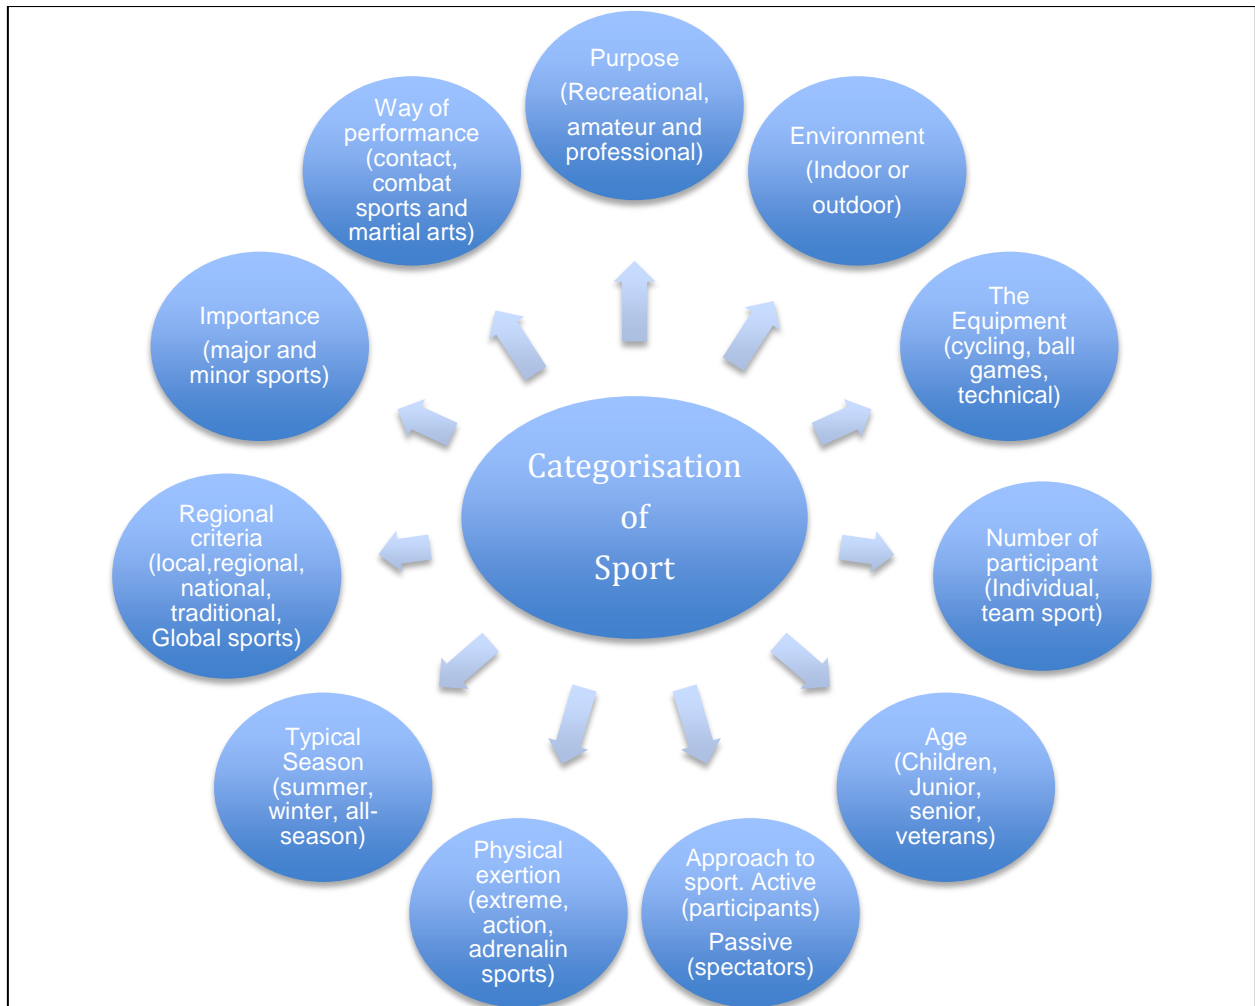 Purpose
(Recreational,
amateur and
professional)
Environment
(Indoor or
outdoor)
The
Equipment
(cycling, ball
games,
technical)
Number of
participant
(Individual,
team sport)
Age
(Children,
Junior,
senior,
veterans)
Approach to
sport. Active
(participants)
Passive
(spectators)
Physical
exertion
(extreme,
action,
adrenalin
sports)
Typical
Season
(summer,
winter, all-
season)
Regional
criteria
(local,regional,
national,
traditional,
Global sports)
Importance
(major and
minor sports)
Way of
performance
(contact,
combat
sports and
martial arts)
Categorisation
of
Sport